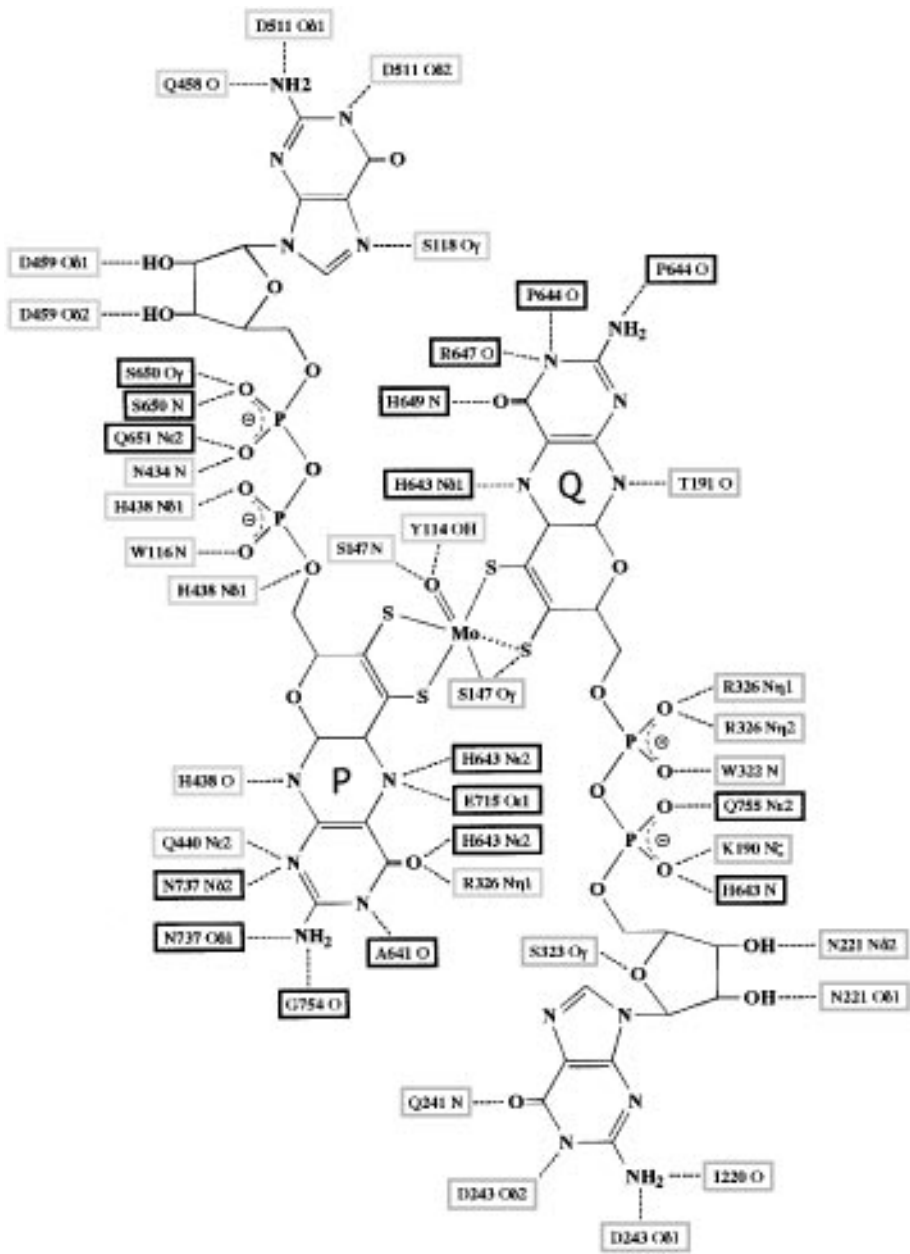 D511 Oδ1
Q458 O
NH2
D511 Oδ2
N
N
O
N
N
S118 Oγ
D459 Oδ1
HO
O
D459 Oδ2
HO
P644 O
P644 O
NH2
R647 O
N
H649 N
O
N
S650 Oγ
O
O
S650 N
P
⊖
Q651 Nε2
O
N434 N
O
H643 Nδ1
N
Q
N
T191 O
H438 Nδ1
O
P
⊖
W116 N
O
Y114 OH
S147 N
H438 Nδ1
O
O
S
O
S
Mo
S
S
S147 Oγ
O
O
R326 Nη1
O
R326 Nη2
P
⊖
O
W322 N
H438 O
N
P
N
H643 Nε2
E715 Oε1
O
O
Q755 Nε2
P
⊖
K190 Nζ
O
H643 N
Q440 Nε2
N
O
H643 Nε2
R326 Nη1
N737 Nδ2
N
O
N737 Oδ1
NH2
A641 O
G754 O
S323 Oγ
O
OH
N221 Nδ2
OH
N221 Oδ1
N
N
Q241 N
O
N
N
D243 Oδ2
NH2
I220 O
D243 Oδ1